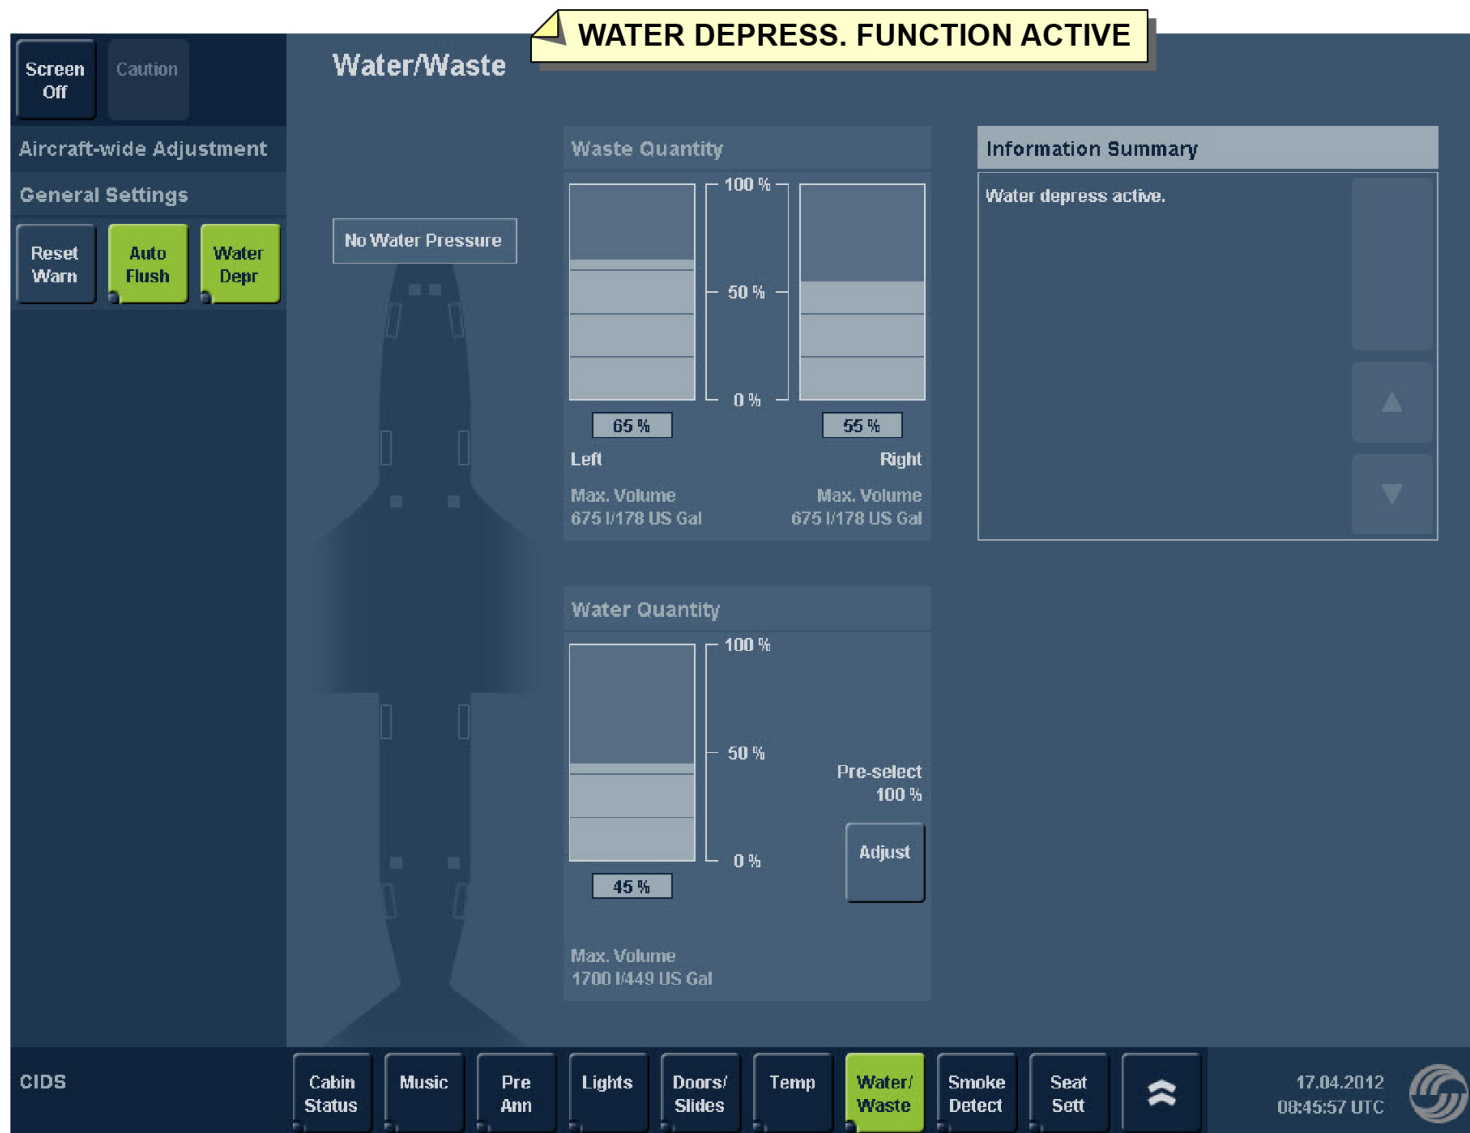 WATER DEPRESS. FUNCTION ACTIVE
Screen
Off
Caution
Water/Waste
Aircraft-wide Adjustment
General Settings
Reset
Warn
Auto
Flush
Water
Depr
No Water Pressure
Waste Quantity
100 %
50 %
0 %
65 %
55 %
Left
Right
Max. Volume
675 l/178 US Gal
Max. Volume
675 l/178 US Gal
Information Summary
Water depress active.
Water Quantity
100 %
50 %
0 %
45 %
Pre-select
100 %
Adjust
Max. Volume
1700 l/449 US Gal
CIDS
Cabin
Status
Music
Pre
Ann
Lights
Doors/
Slides
Temp
Water/
Waste
Smoke
Detect
Seat
Sett
17.04.2012
08:45:57 UTC